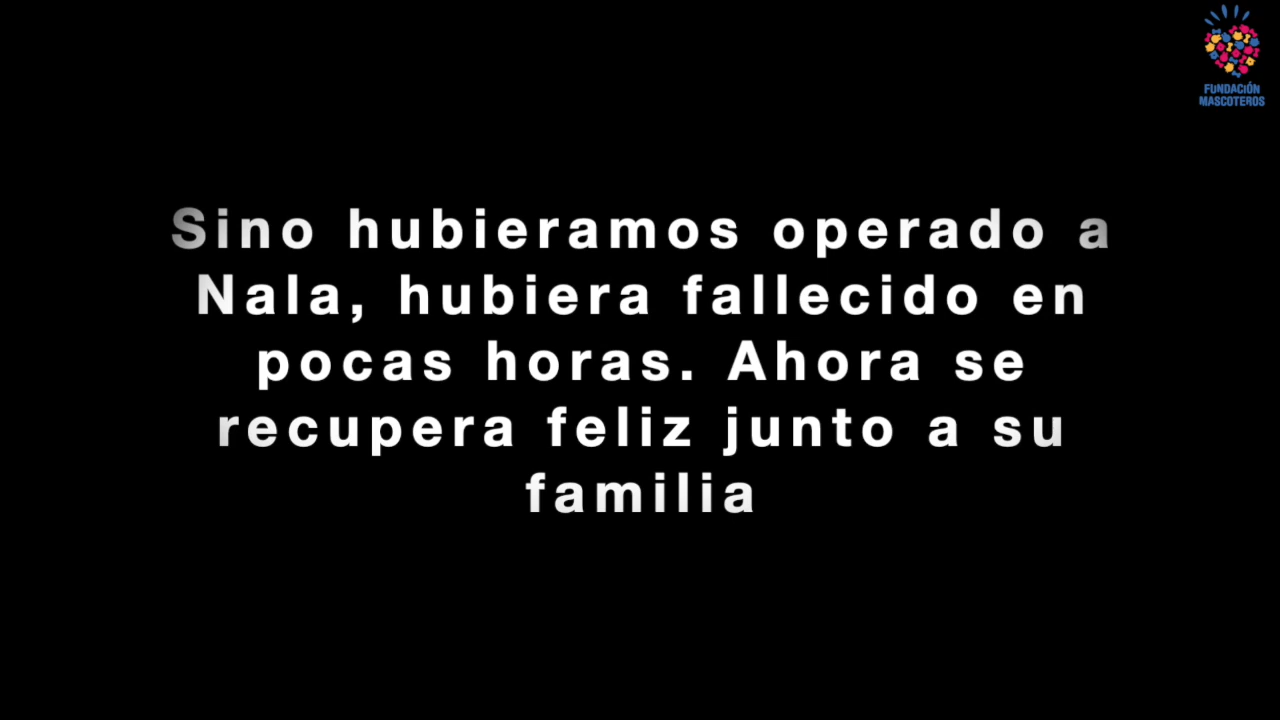 FUNDACIÓN
MASCOTEROS
Sino hubieramos operado a
Nala, hubiera fallecido en
pocas horas. Ahora se
recupera feliz junto a su
familia